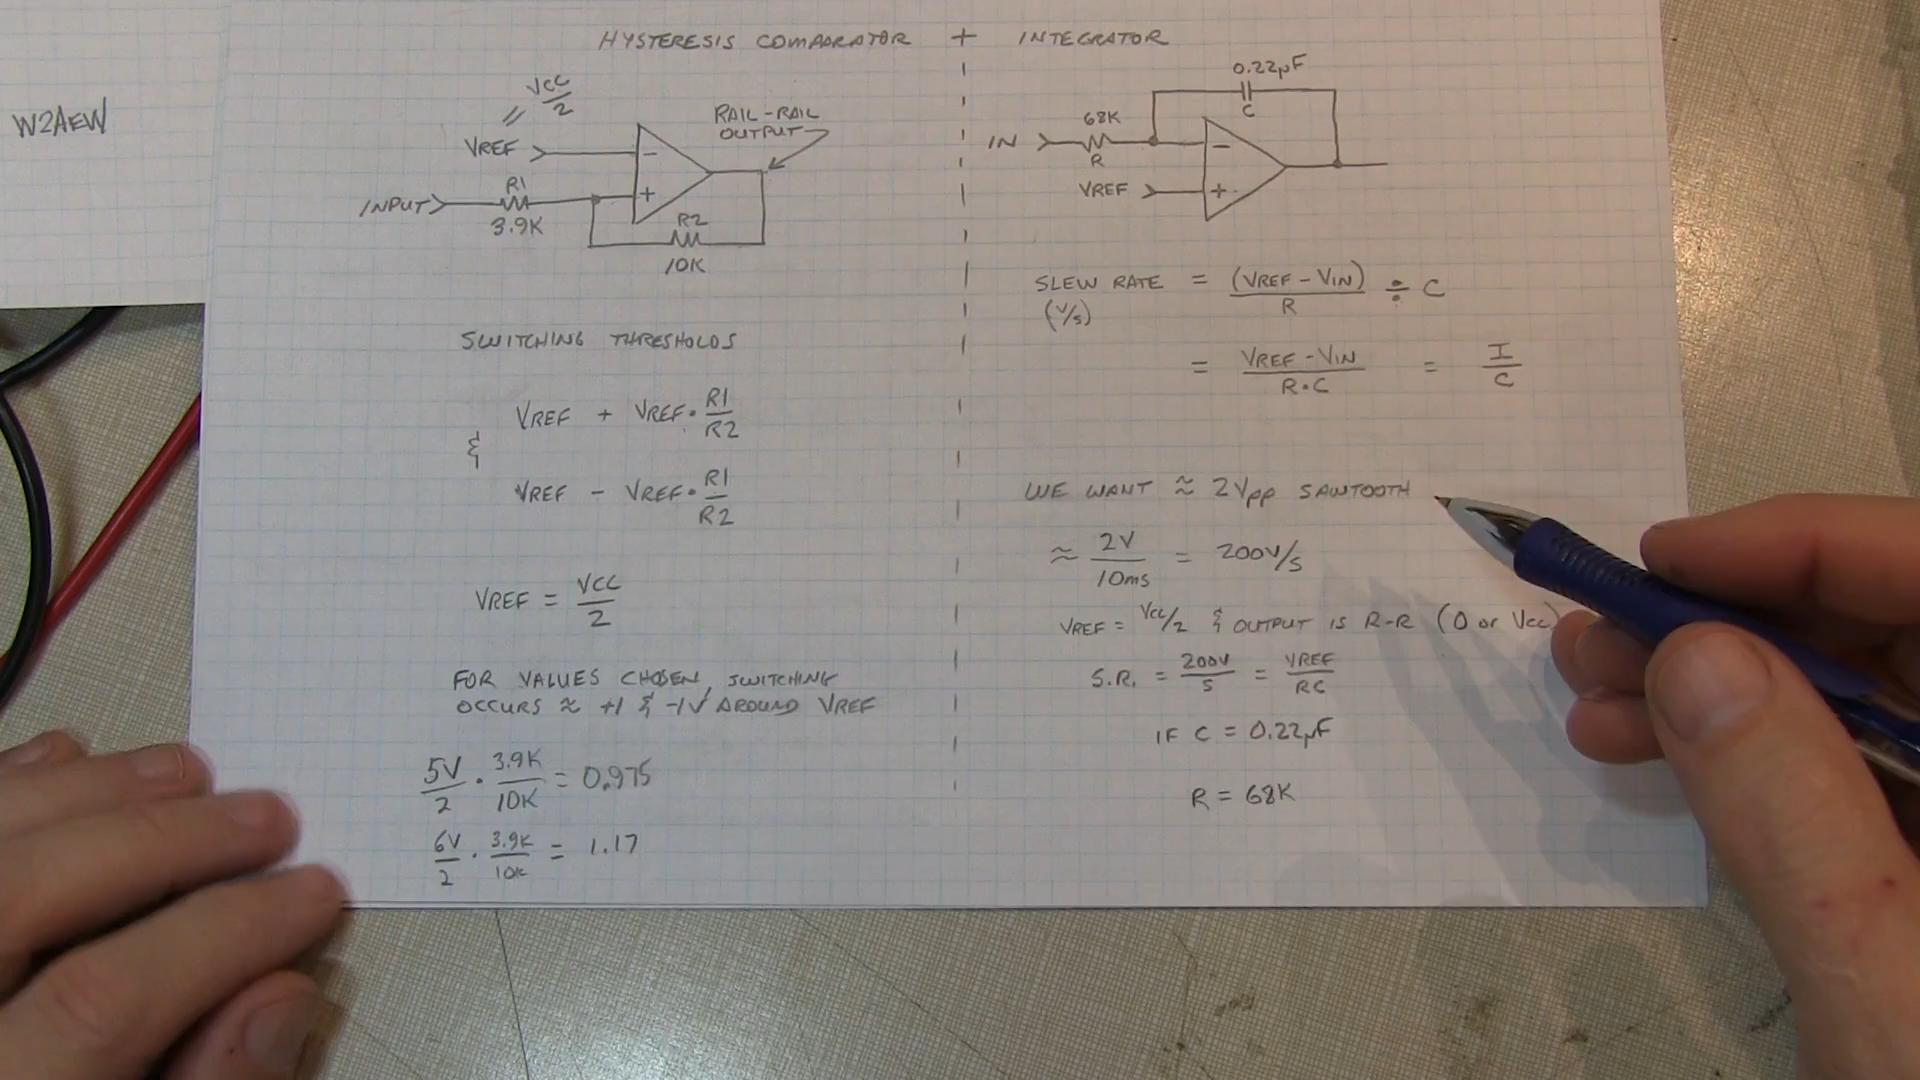 W2AEW
HYSTERESIS COMPARATOR + INTEGRATOR
VCC/2
=
VREF
RAIL-RAIL
OUTPUT
−
+
R1
INPUT
3.9K
R2
10K
SWITCHING THRESHOLDS
VREF + VREF · R1/R2
&
VREF − VREF · R1/R2
VREF = VCC/2
FOR VALUES CHOSEN, SWITCHING
OCCURS ≈ +1 & -1V AROUND VREF
5V/2 · 3.9K/10K = 0.975
6V/2 · 3.9K/10K = 1.17
0.22µF
C
68K
IN
R
−
VREF
+
SLEW RATE = (VREF − VIN)/R ÷ C
(V/s)
= VREF − VIN/R·C = I/C
WE WANT ≈ 2Vpp SAWTOOTH
≈ 2V/10ms = 200V/s
VREF = VCC/2 & OUTPUT IS R-R (0 or Vcc)
S.R. = 200V/S = VREF/RC
IF C = 0.22µF
R = 68K